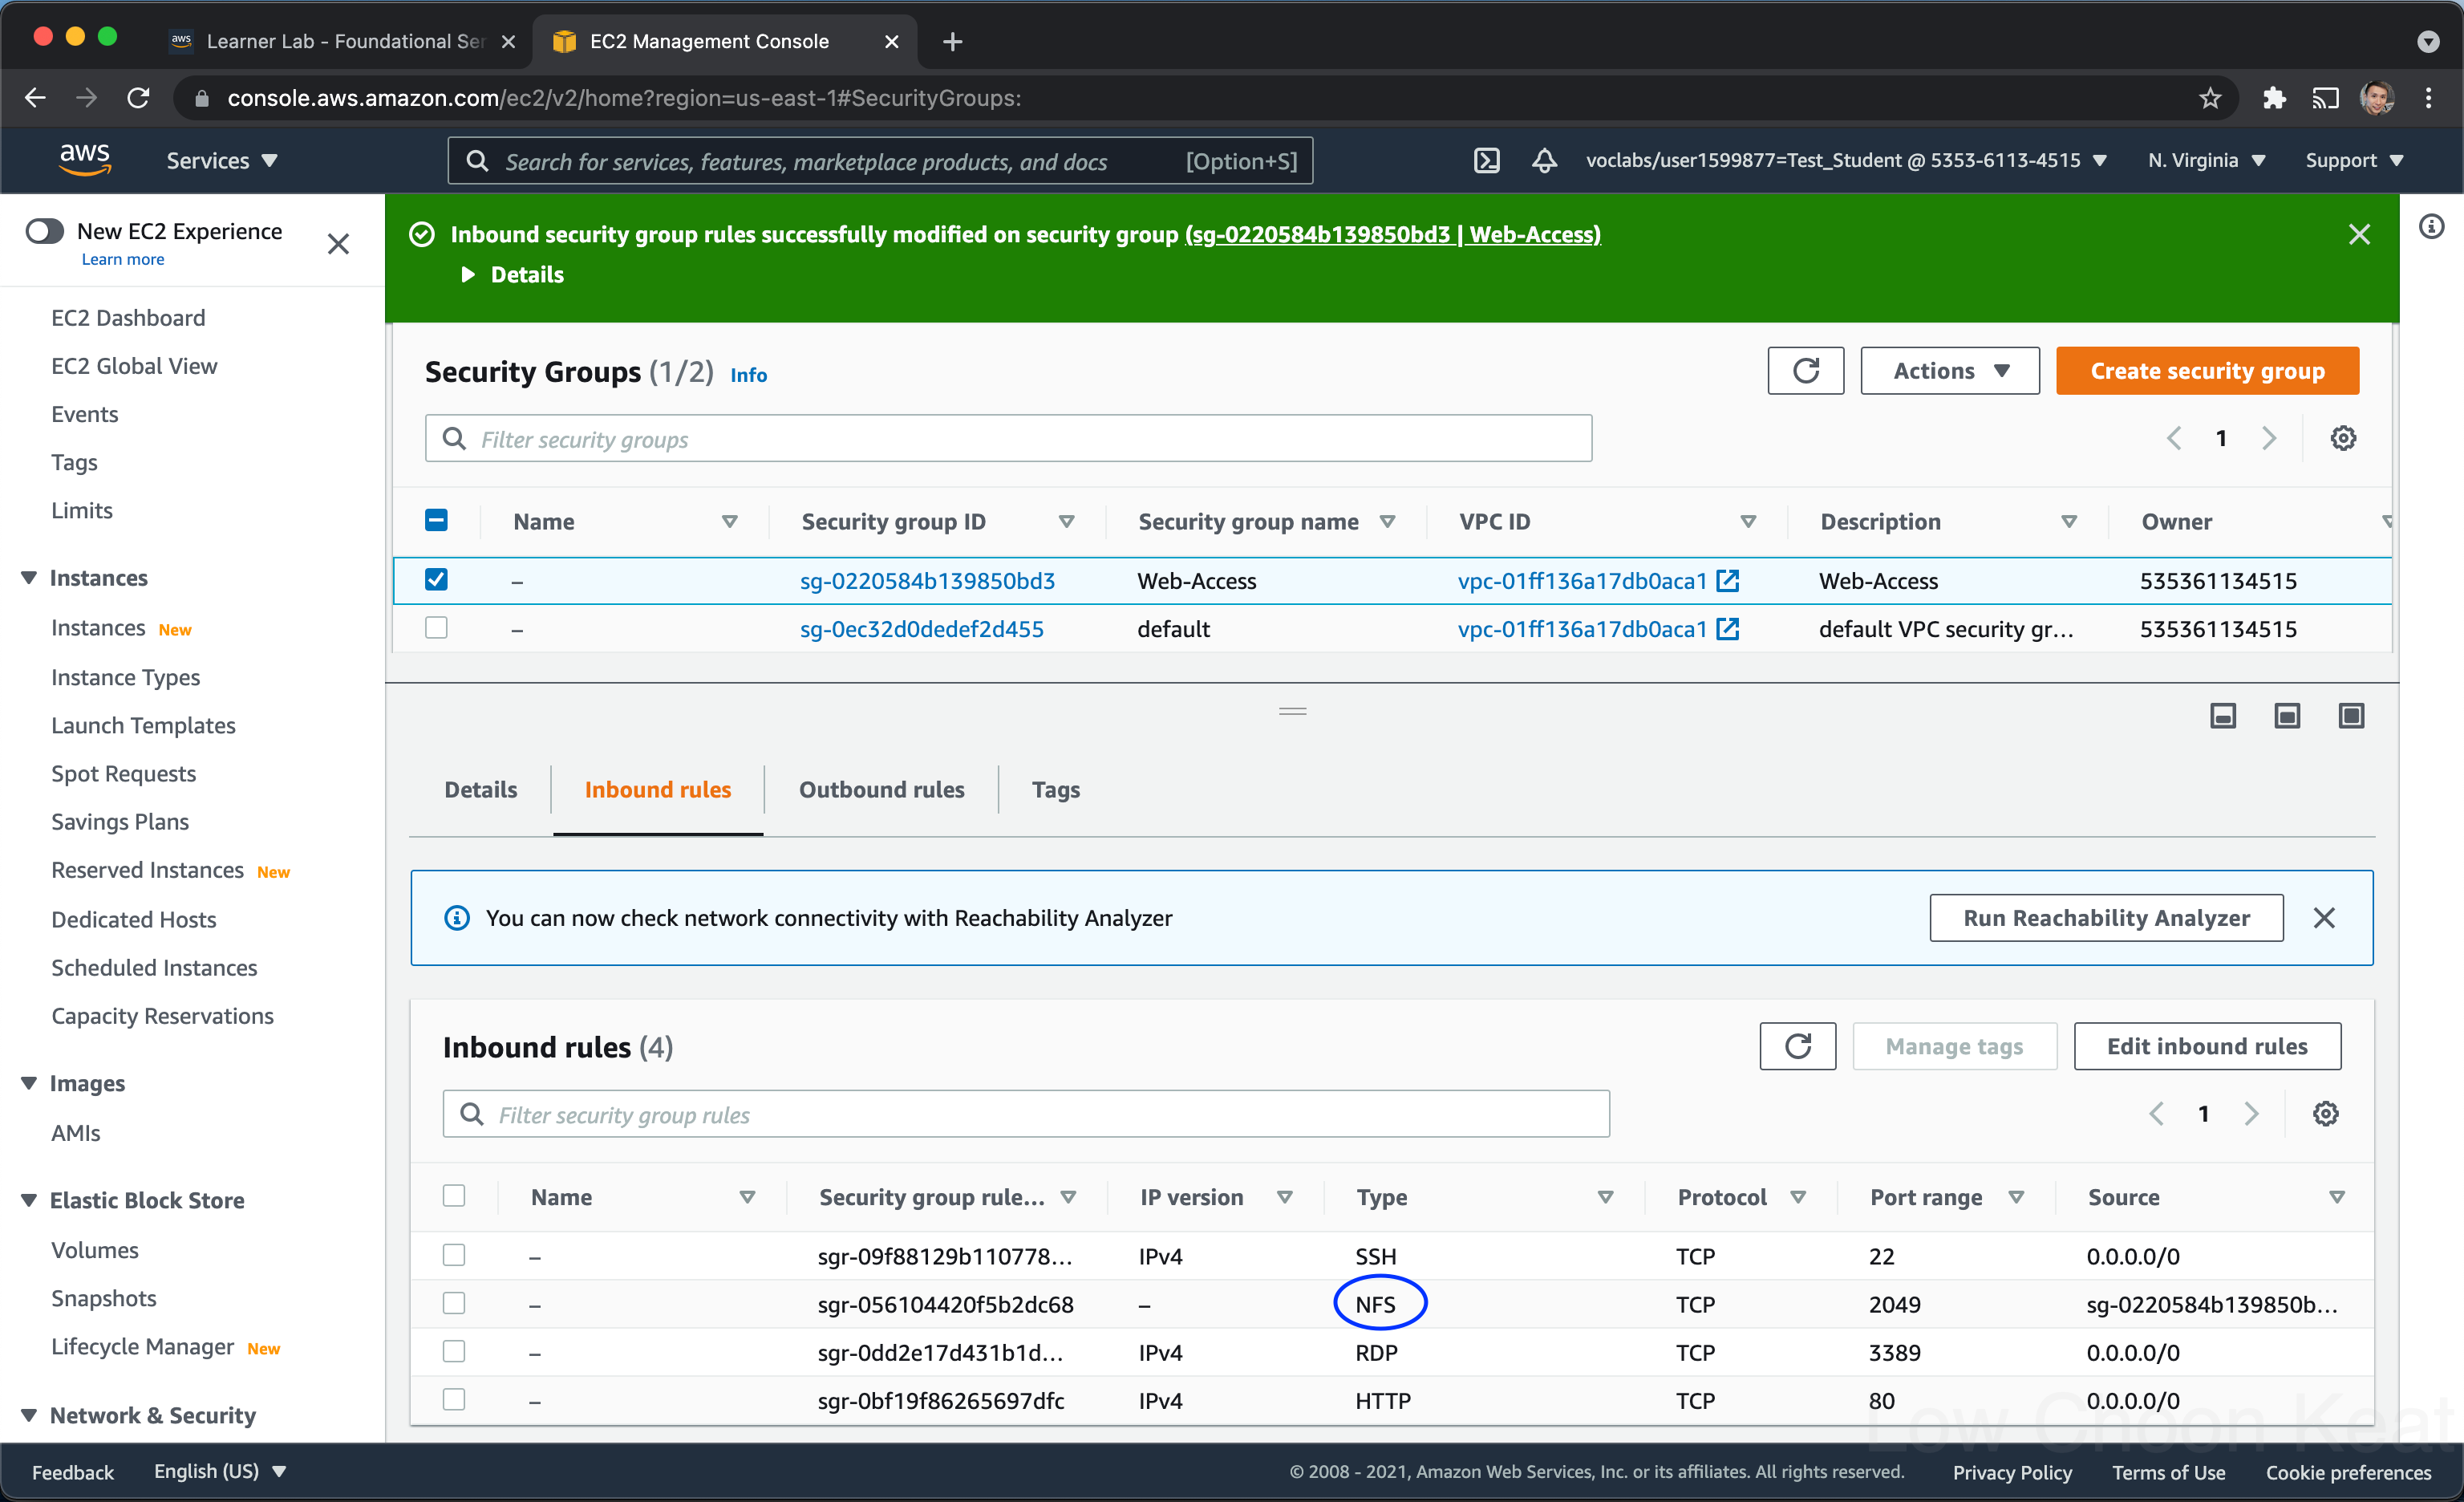 aws Learner Lab - Foundational Ser
EC2 Management Console
console.aws.amazon.com/ec2/v2/home?region=us-east-1#SecurityGroups:
aws Services Search for services, features, marketplace products, and docs [Option+S] voclabs/user1599877=Test_Student @ 5353-6113-4515 N. Virginia Support
New EC2 Experience
Learn more
EC2 Dashboard
EC2 Global View
Events
Tags
Limits
Instances
Instances New
Instance Types
Launch Templates
Spot Requests
Savings Plans
Reserved Instances New
Dedicated Hosts
Scheduled Instances
Capacity Reservations
Images
AMIs
Elastic Block Store
Volumes
Snapshots
Lifecycle Manager New
Network & Security
Inbound security group rules successfully modified on security group (sg-0220584b139850bd3 | Web-Access)
Details
Security Groups (1/2) Info
Actions
Create security group
Filter security groups
1
Name Security group ID Security group name VPC ID Description Owner
– sg-0220584b139850bd3 Web-Access vpc-01ff136a17db0aca1 Web-Access 535361134515
– sg-0ec32d0dedef2d455 default vpc-01ff136a17db0aca1 default VPC security gr... 535361134515
Details Inbound rules Outbound rules Tags
You can now check network connectivity with Reachability Analyzer Run Reachability Analyzer
Inbound rules (4) Manage tags Edit inbound rules
Filter security group rules
1
Name Security group rule... IP version Type Protocol Port range Source
– sgr-09f88129b110778... IPv4 SSH TCP 22 0.0.0.0/0
– sgr-056104420f5b2dc68 – NFS TCP 2049 sg-0220584b139850b...
– sgr-0dd2e17d431b1d... IPv4 RDP TCP 3389 0.0.0.0/0
– sgr-0bf19f86265697dfc IPv4 HTTP TCP 80 0.0.0.0/0
Low Choon Keat
Feedback English (US) © 2008 - 2021, Amazon Web Services, Inc. or its affiliates. All rights reserved. Privacy Policy Terms of Use Cookie preferences